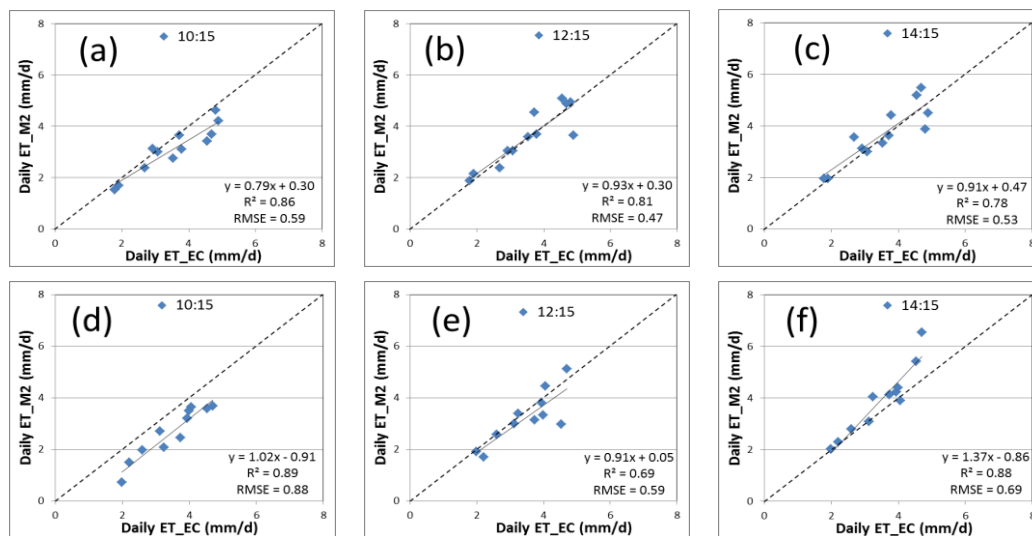 (a)
10:15
8
6
4
2
0
0 2 4 6 8
Daily ET_M2 (mm/d)
Daily ET_EC (mm/d)
y = 0.79x + 0.30
R² = 0.86
RMSE = 0.59
(b)
12:15
8
6
4
2
0
0 2 4 6 8
Daily ET_M2 (mm/d)
Daily ET_EC (mm/d)
y = 0.93x + 0.30
R² = 0.81
RMSE = 0.47
(c)
14:15
8
6
4
2
0
0 2 4 6 8
Daily ET_M2 (mm/d)
Daily ET_EC (mm/d)
y = 0.91x + 0.47
R² = 0.78
RMSE = 0.53
(d)
10:15
8
6
4
2
0
0 2 4 6 8
Daily ET_M2 (mm/d)
Daily ET_EC (mm/d)
y = 1.02x - 0.91
R² = 0.89
RMSE = 0.88
(e)
12:15
8
6
4
2
0
0 2 4 6 8
Daily ET_M2 (mm/d)
Daily ET_EC (mm/d)
y = 0.91x + 0.05
R² = 0.69
RMSE = 0.59
(f)
14:15
8
6
4
2
0
0 2 4 6 8
Daily ET_M2 (mm/d)
Daily ET_EC (mm/d)
y = 1.37x - 0.86
R² = 0.88
RMSE = 0.69